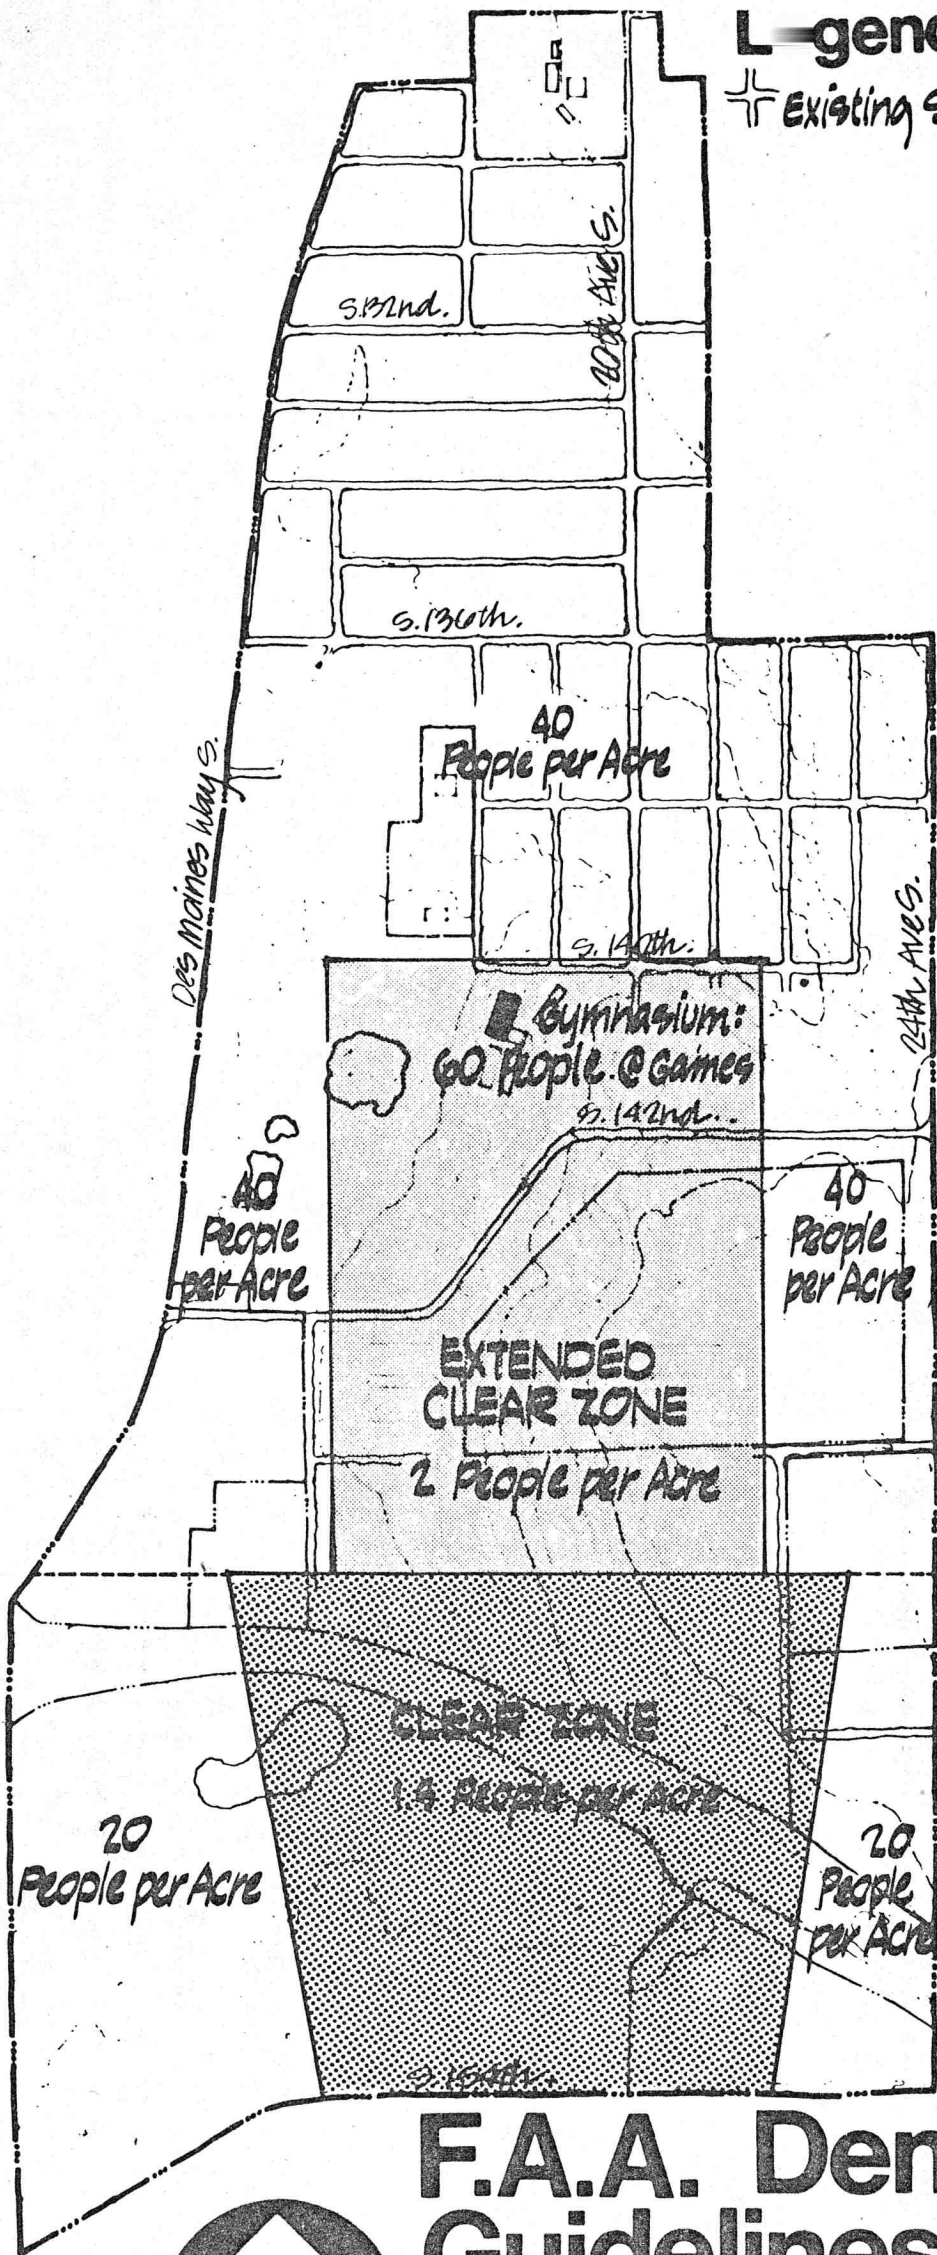 L gen
Existing S
20th Ave S.
S.132nd.
S. 136th.
40
People per Acre
Des Moines Way S.
S. 140th.
24th Ave S.
Gymnasium:
60 People @ Games
S. 142nd..
40
People
per Acre
40
People
per Acre
EXTENDED
CLEAR ZONE
2 People per Acre
CLEAR ZONE
People per Acre
20
People per Acre
20
People
per Acre
F.A.A. Den
Guidelines